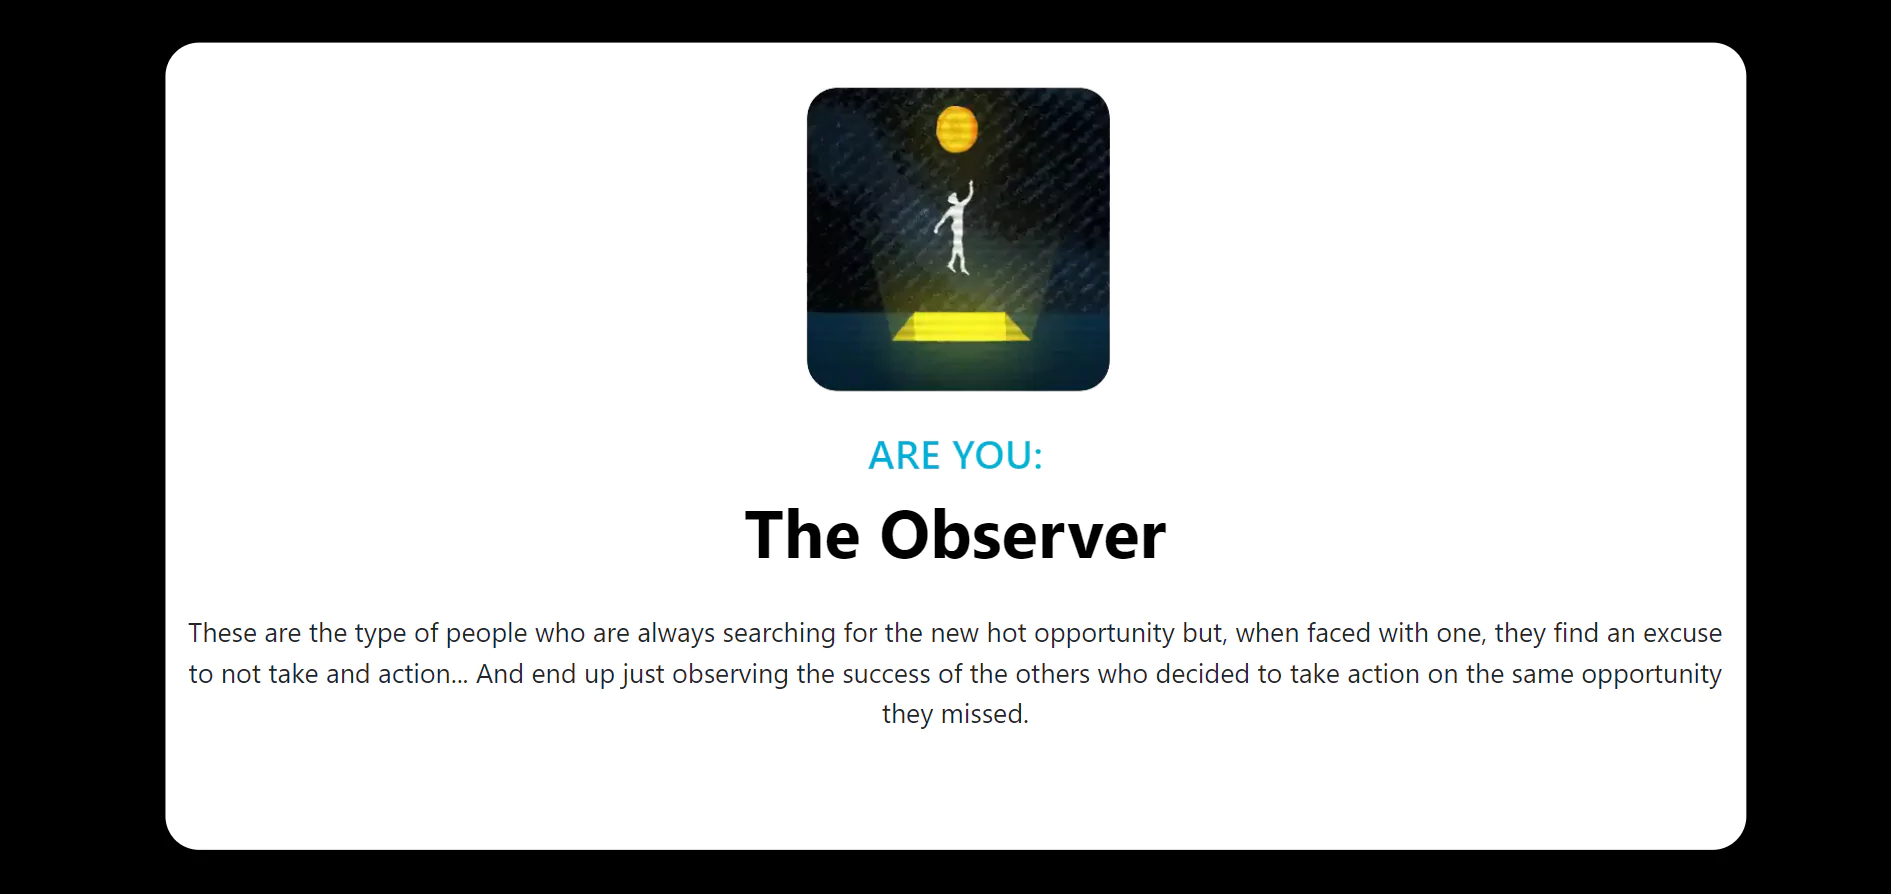 ARE YOU:
The Observer
These are the type of people who are always searching for the new hot opportunity but, when faced with one, they find an excuse
to not take and action... And end up just observing the success of the others who decided to take action on the same opportunity
they missed.